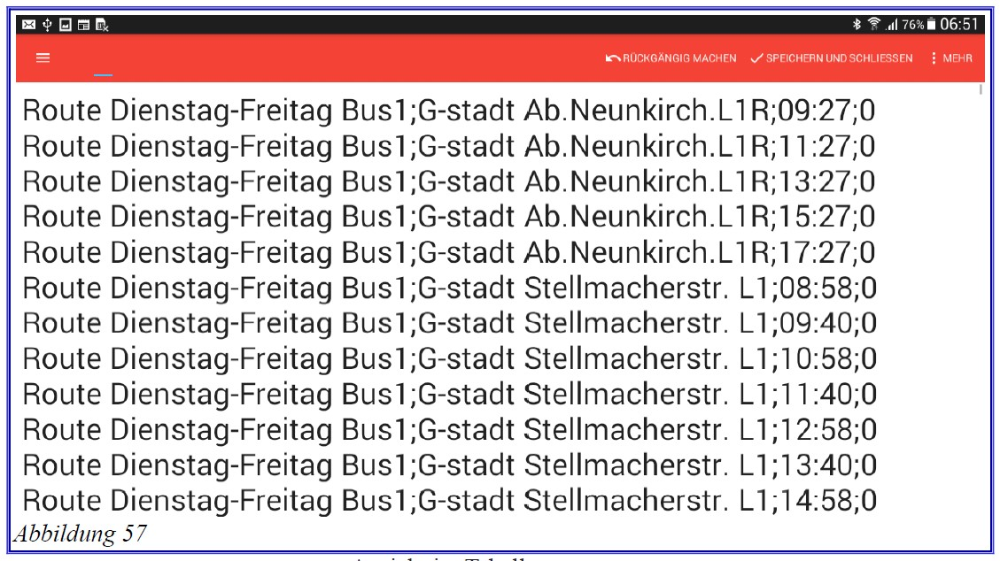 76% 06:51
RÜCKGÄNGIG MACHEN SPEICHERN UND SCHLIESSEN MEHR
Route Dienstag-Freitag Bus1;G-stadt Ab.Neunkirch.L1R;09:27;0
Route Dienstag-Freitag Bus1;G-stadt Ab.Neunkirch.L1R;11:27;0
Route Dienstag-Freitag Bus1;G-stadt Ab.Neunkirch.L1R;13:27;0
Route Dienstag-Freitag Bus1;G-stadt Ab.Neunkirch.L1R;15:27;0
Route Dienstag-Freitag Bus1;G-stadt Ab.Neunkirch.L1R;17:27;0
Route Dienstag-Freitag Bus1;G-stadt Stellmacherstr. L1;08:58;0
Route Dienstag-Freitag Bus1;G-stadt Stellmacherstr. L1;09:40;0
Route Dienstag-Freitag Bus1;G-stadt Stellmacherstr. L1;10:58;0
Route Dienstag-Freitag Bus1;G-stadt Stellmacherstr. L1;11:40;0
Route Dienstag-Freitag Bus1;G-stadt Stellmacherstr. L1;12:58;0
Route Dienstag-Freitag Bus1;G-stadt Stellmacherstr. L1;13:40;0
Route Dienstag-Freitag Bus1;G-stadt Stellmacherstr. L1;14:58;0
Abbildung 57